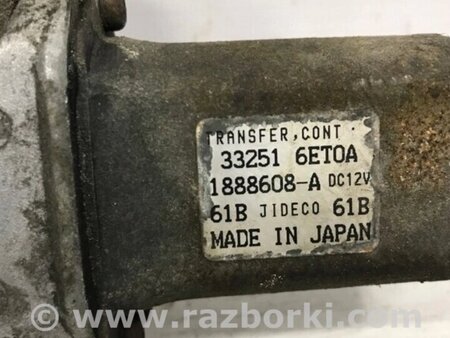 TRANSFER, CONT.
33251 6ET0A
1888608-A DC12V
61B JIDECO 61B
MADE IN JAPAN
www.razborki.com